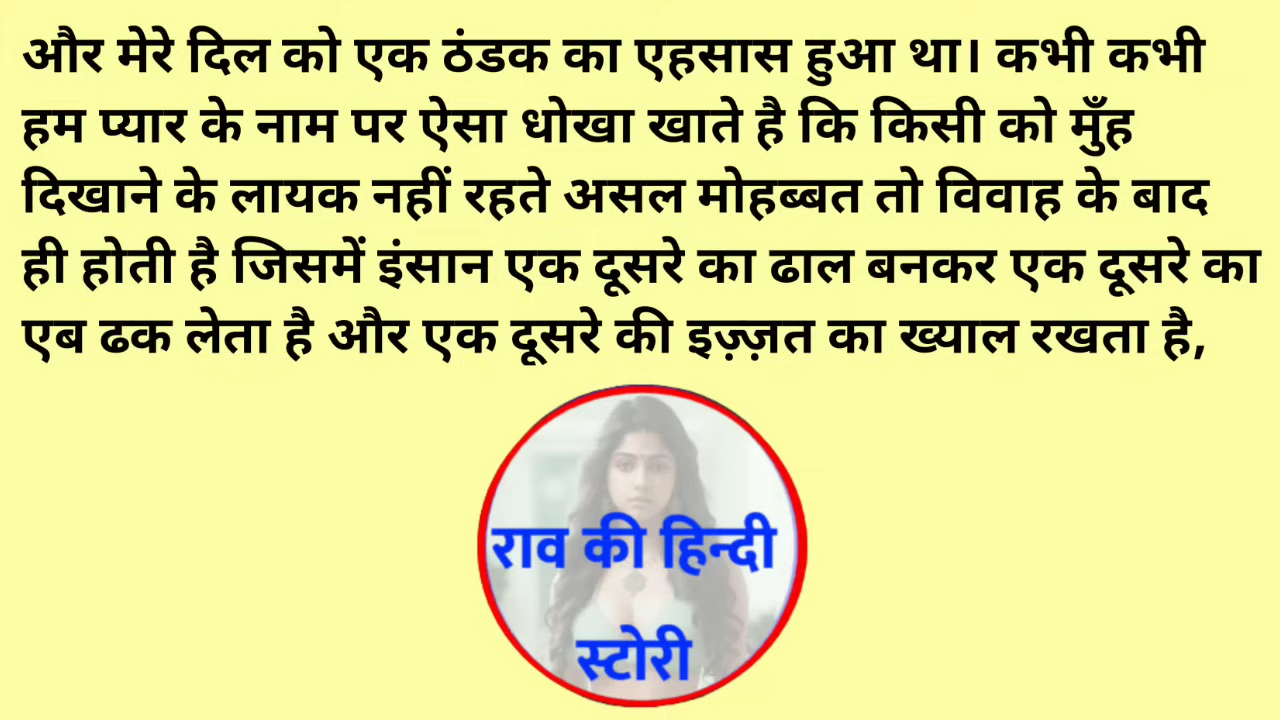 और मेरे दिल को एक ठंडक का एहसास हुआ था। कभी कभी
हम प्यार के नाम पर ऐसा धोखा खाते है कि किसी को मुँह
दिखाने के लायक नहीं रहते असल मोहब्बत तो विवाह के बाद
ही होती है जिसमें इंसान एक दूसरे का ढाल बनकर एक दूसरे का
एब ढक लेता है और एक दूसरे की इज़्ज़त का ख्याल रखता है,
राव की हिन्दी
स्टोरी